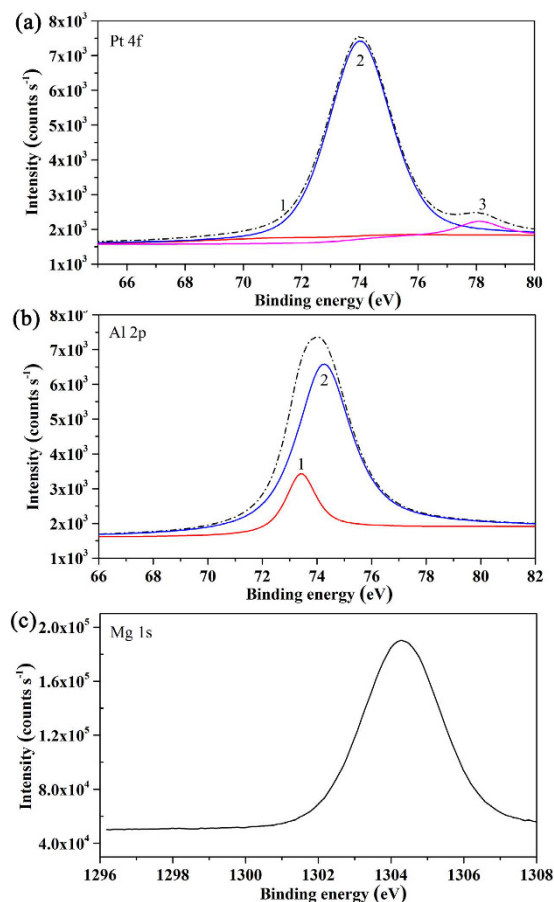 (a)
Pt 4f
8x10³
7x10³
6x10³
5x10³
4x10³
3x10³
2x10³
1x10³
Intensity (counts s⁻¹)
1
2
3
66 68 70 72 74 76 78 80
Binding energy (eV)
(b)
Al 2p
8x10³
7x10³
6x10³
5x10³
4x10³
3x10³
2x10³
1x10³
Intensity (counts s⁻¹)
1
2
66 68 70 72 74 76 78 80 82
Binding energy (eV)
(c)
Mg 1s
2.0x10⁵
1.6x10⁵
1.2x10⁵
8.0x10⁴
4.0x10⁴
Intensity (counts s⁻¹)
1296 1298 1300 1302 1304 1306 1308
Binding energy (eV)